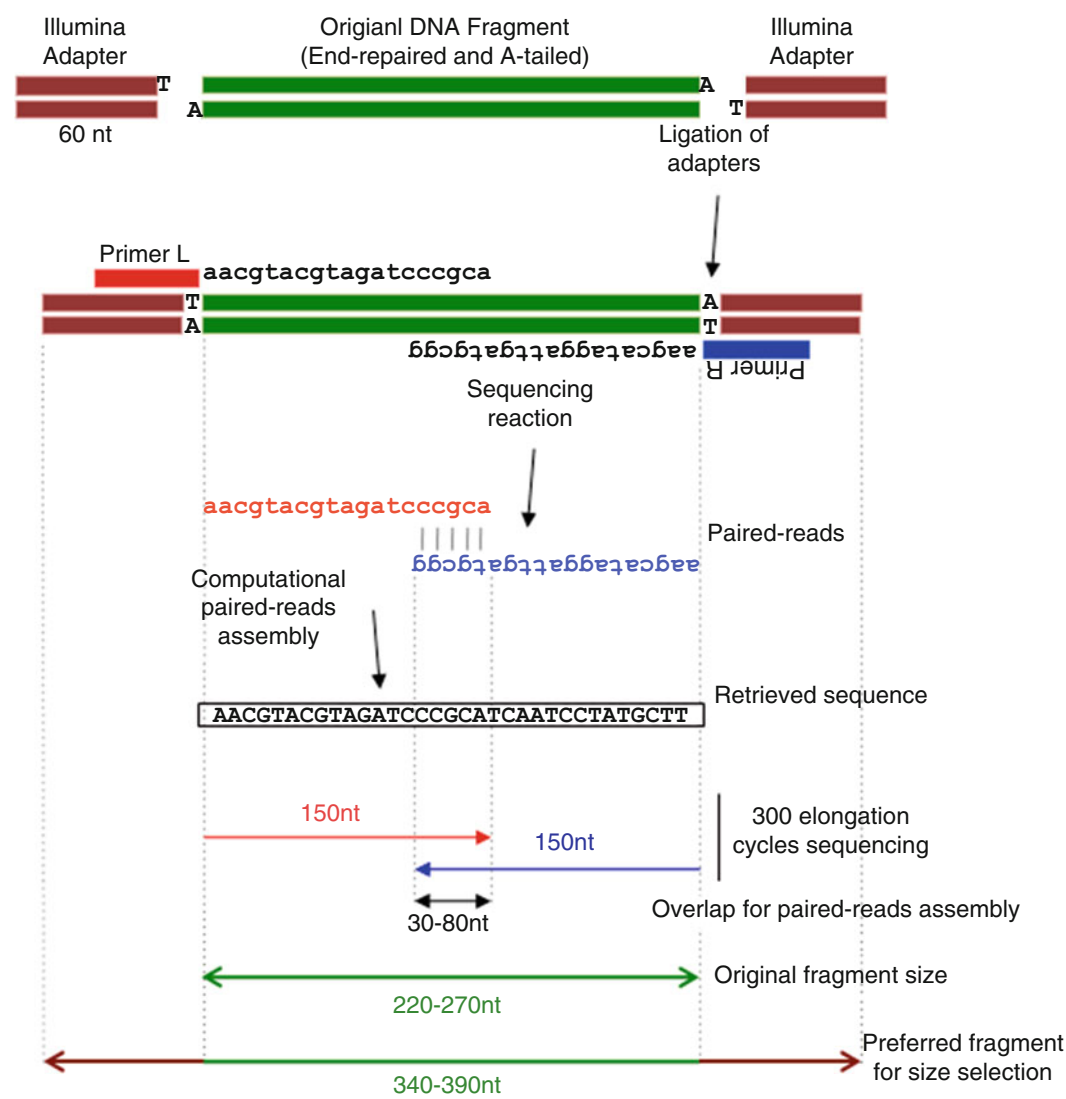 Illumina
Adapter
Origianl DNA Fragment
(End-repaired and A-tailed)
Illumina
Adapter
T
A
A
T
60 nt
Ligation of
adapters
Primer L
aacgtacgtagatcccgca
T
A
A
T
aagcataggattgatgcgg
Primer R
Sequencing
reaction
aacgtacgtagatcccgca
Paired-reads
aagcataggattgatgcgg
Computational
paired-reads
assembly
Retrieved sequence
AACGTACGTAGATCCCGCATCAATCCTATGCTT
150nt
150nt
300 elongation
cycles sequencing
30-80nt
Overlap for paired-reads assembly
Original fragment size
220-270nt
Preferred fragment
for size selection
340-390nt